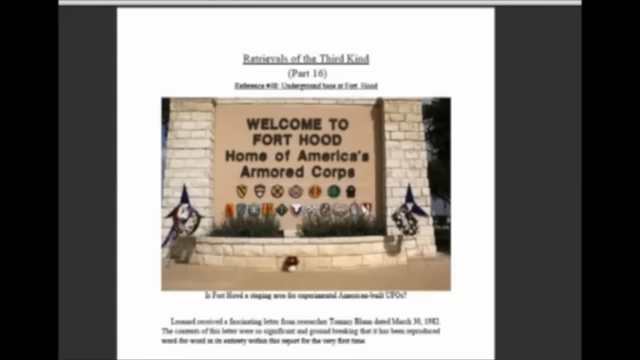 Retrievals of the Third Kind
(Part 16)
Underground base at Fort. Hood
WELCOME TO
FORT HOOD
Home of America's
Armored Corps
Is Fort Hood a staging area for experimental American-built UFOs?
Leonard received a fascinating letter from researcher Tommy Blann dated March 30, 1982.
The contents of this letter were so significant and ground breaking that it has been reproduced
word for word in its entirety within this report for the very first time